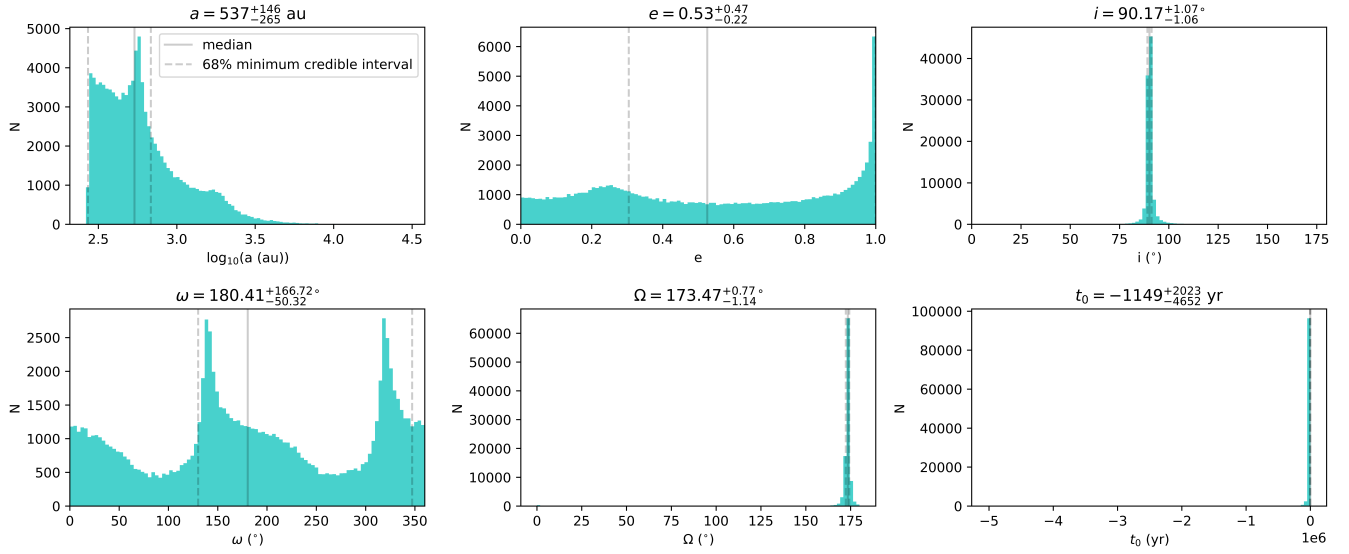 a = 537^{+146}_{-265} au
5000
4000
3000
2000
1000
0
N
median
68% minimum credible interval
2.5 3.0 3.5 4.0 4.5
log₁₀(a (au))
e = 0.53^{+0.47}_{-0.22}
6000
5000
4000
3000
2000
1000
0
N
0.0 0.2 0.4 0.6 0.8 1.0
e
i = 90.17^{+1.07}_{-1.06}°
40000
30000
20000
10000
0
N
0 25 50 75 100 125 150 175
i (°)
ω = 180.41^{+166.72}_{-50.32}°
2500
2000
1500
1000
500
0
N
0 50 100 150 200 250 300 350
ω (°)
Ω = 173.47^{+0.77}_{-1.14}°
60000
50000
40000
30000
20000
10000
0
N
0 25 50 75 100 125 150 175
Ω (°)
t₀ = −1149^{+2023}_{-4652} yr
100000
80000
60000
40000
20000
0
N
−5 −4 −3 −2 −1 0
1e6
t₀ (yr)